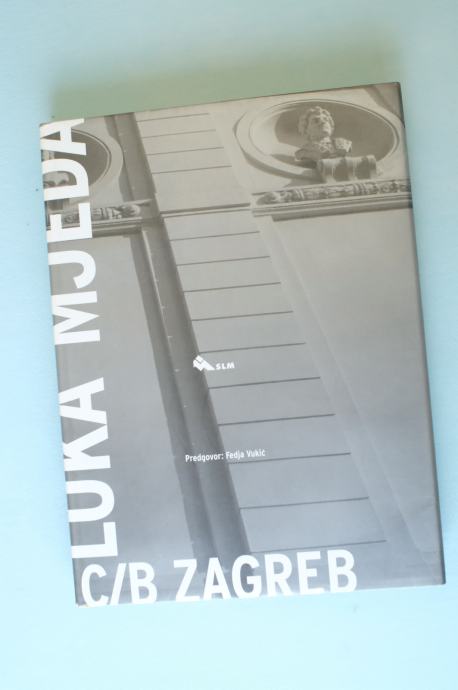 LUKA MJEDA
SLM
Predgovor: Fedja Vukić
C/B ZAGREB